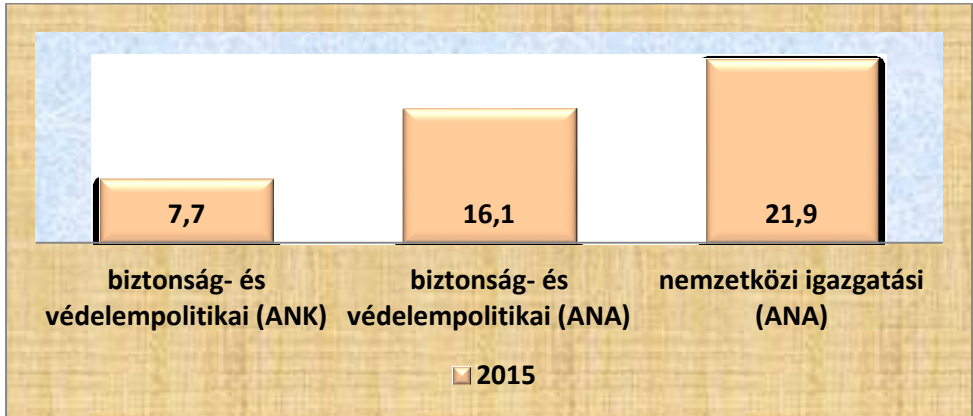 7,7
16,1
21,9
biztonság- és
védelempolitikai (ANK)
biztonság- és
védelempolitikai (ANA)
nemzetközi igazgatási
(ANA)
2015